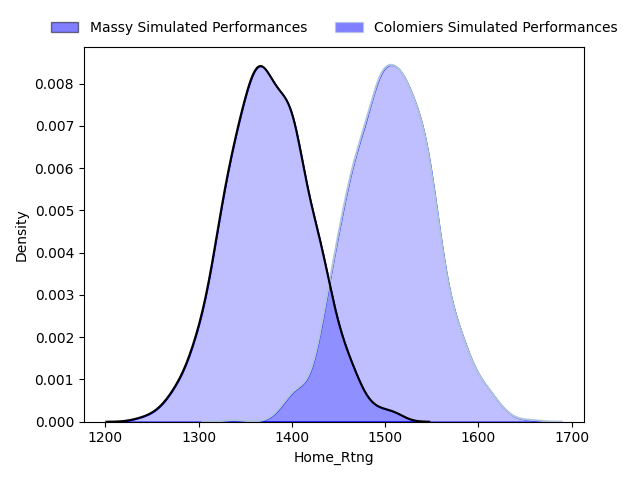 Massy Simulated Performances
Colomiers Simulated Performances
0.008
0.007
0.006
0.005
0.004
0.003
0.002
0.001
0.000
Density
1200 1300 1400 1500 1600 1700
Home_Rtng